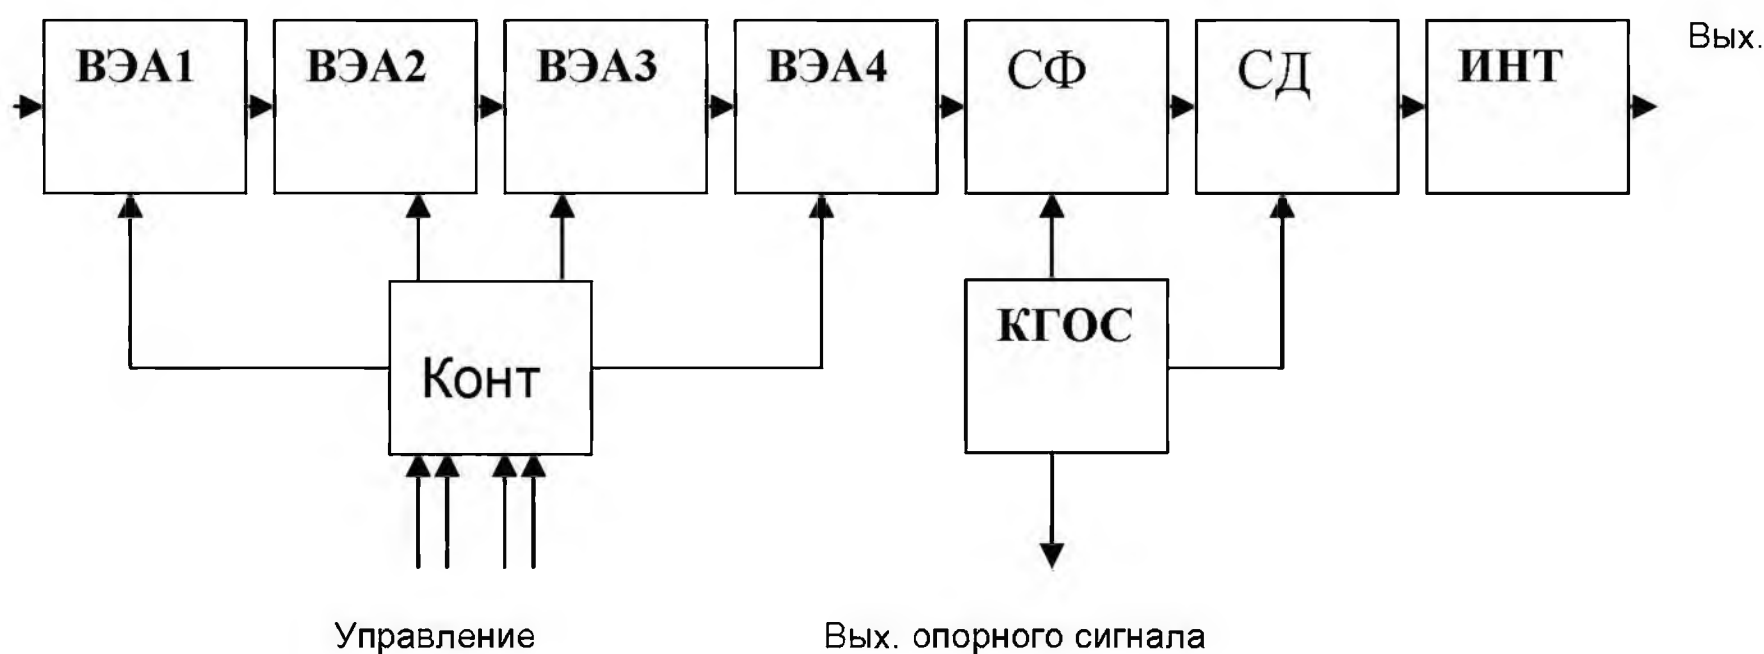 Вых.
ВЭА1 ВЭА2 ВЭА3 ВЭА4 СФ СД ИНТ
КГОС
Конт
Управление Вых. опорного сигнала